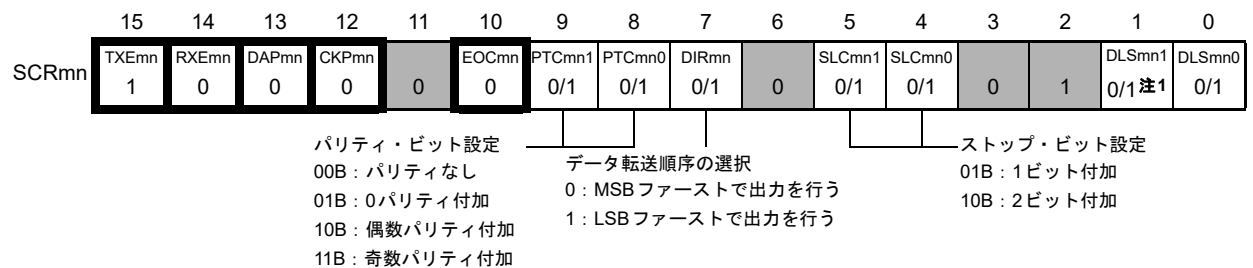 15 14 13 12 11 10 9 8 7 6 5 4 3 2 1 0
SCRmn TXEmn RXEmn DAPmn CKPmn EOCmn PTCmn1 PTCmn0 DIRmn SLCmn1 SLCmn0 DLSmn1 DLSmn0
1 0 0 0 0 0 0/1 0/1 0/1 0 0/1 0/1 0 1 0/1注1 0/1
パリティ・ビット設定
00B：パリティなし
01B：0パリティ付加
10B：偶数パリティ付加
11B：奇数パリティ付加
データ転送順序の選択
0：MSBファーストで出力を行う
1：LSBファーストで出力を行う
ストップ・ビット設定
01B：1ビット付加
10B：2ビット付加